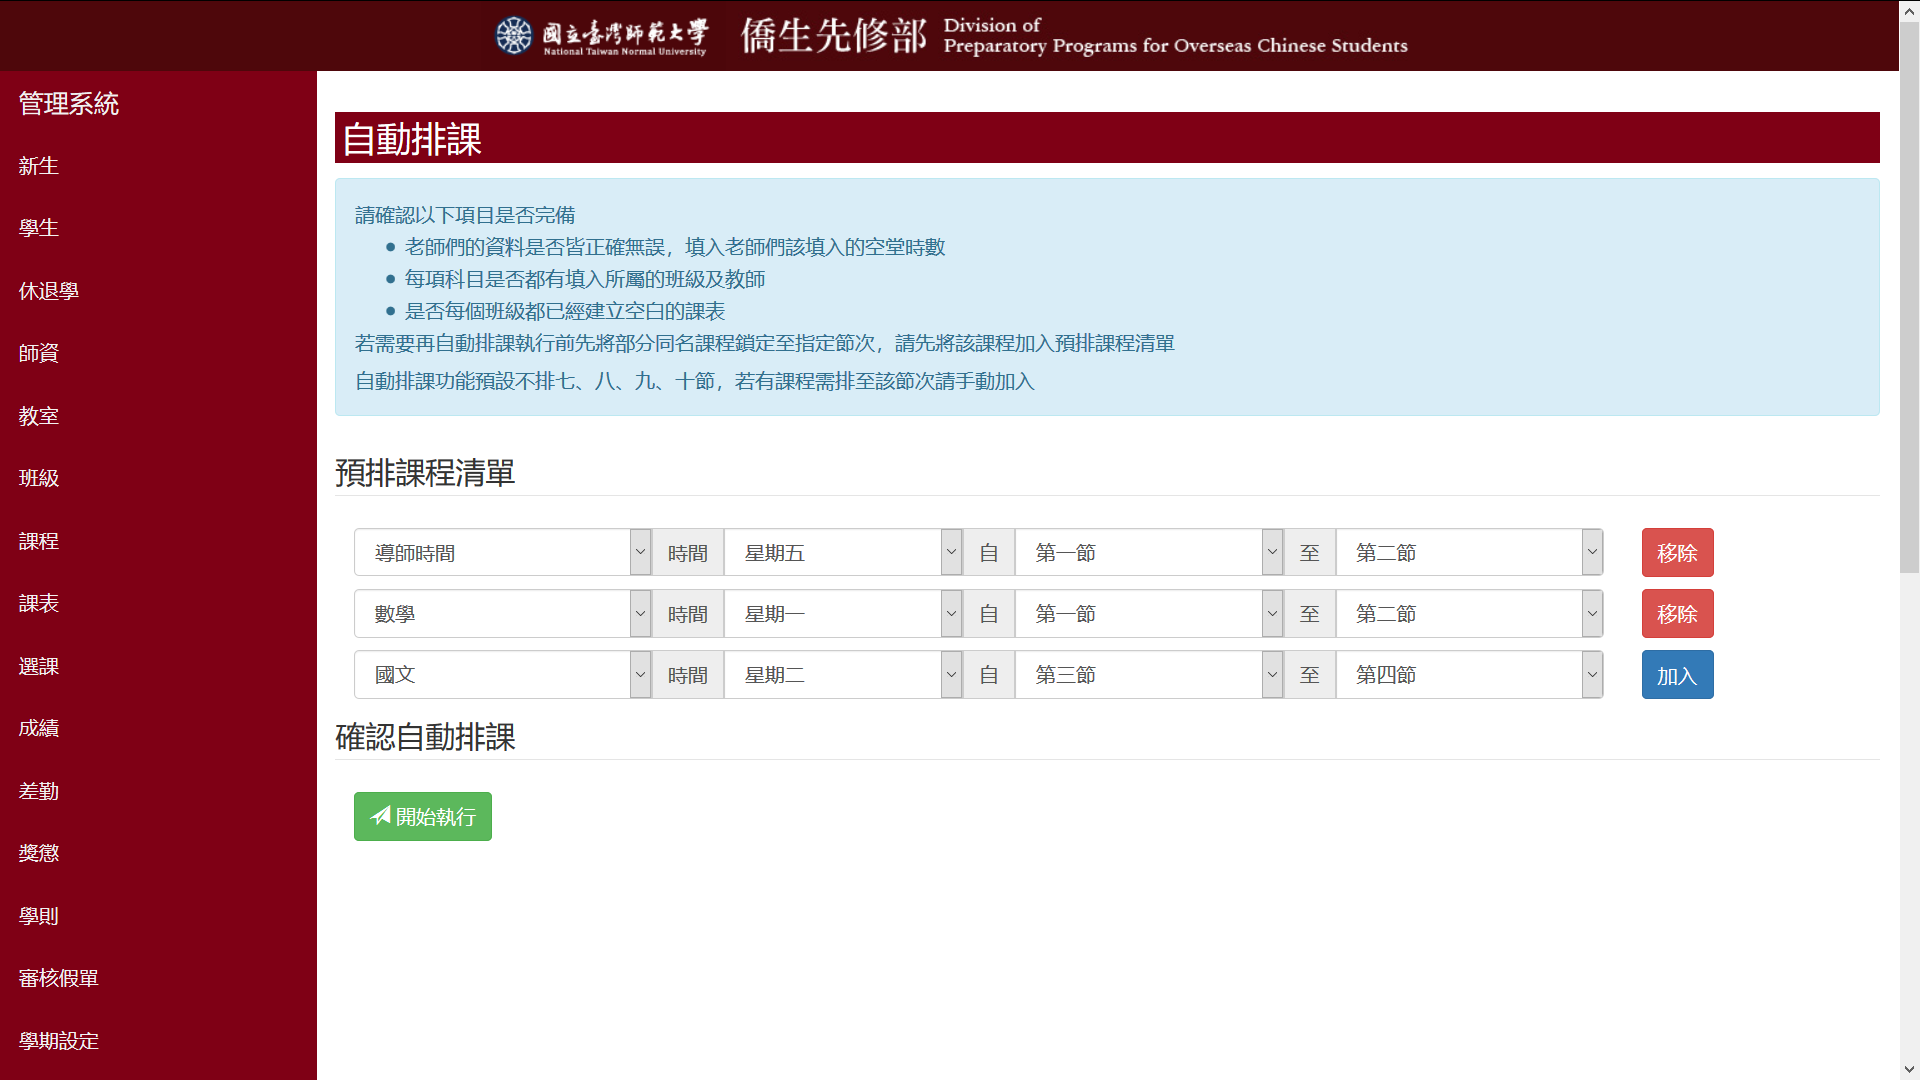 國立臺灣師範大學
National Taiwan Normal University
僑生先修部
Division of
Preparatory Programs for Overseas Chinese Students
管理系統
新生
學生
休退學
師資
教室
班級
課程
課表
選課
成績
差勤
獎懲
學則
審核假單
學期設定
自動排課
請確認以下項目是否完備
老師們的資料是否皆正確無誤，填入老師們該填入的空堂時數
每項科目是否都有填入所屬的班級及教師
是否每個班級都已經建立空白的課表
若需要再自動排課執行前先將部分同名課程鎖定至指定節次，請先將該課程加入預排課程清單
自動排課功能預設不排七、八、九、十節，若有課程需排至該節次請手動加入
預排課程清單
導師時間 時間 星期五 自 第一節 至 第二節 移除
數學 時間 星期一 自 第一節 至 第二節 移除
國文 時間 星期二 自 第三節 至 第四節 加入
確認自動排課
開始執行